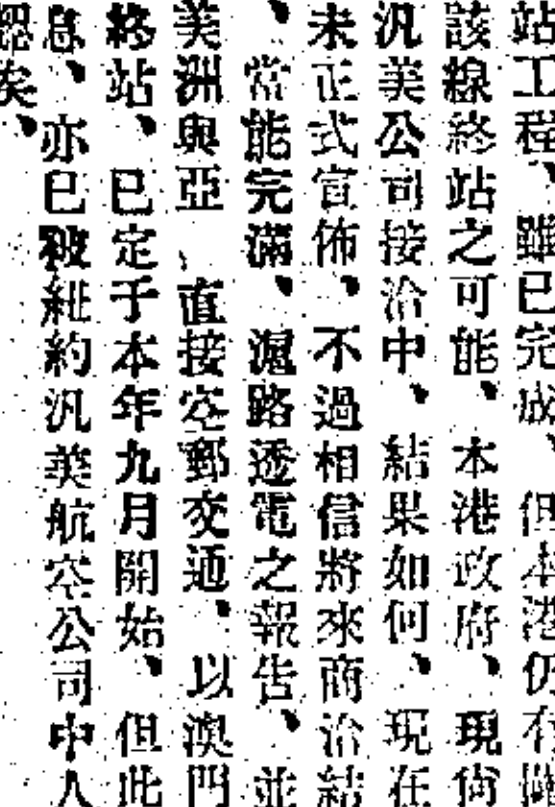 站工程、雖已完成、但本港仍有
該線終站之可能、本港政府、現尙
汎美公司接洽中、結果如何、現在
未正式宣佈、不過相信將來商洽結
、當能完滿、滬路透電之報告、並
美洲與亞、直接空郵交通、以澳門
終站、已定于本年九月開始、但此
息、亦已被紐約汎美航空公司中人
認矣、